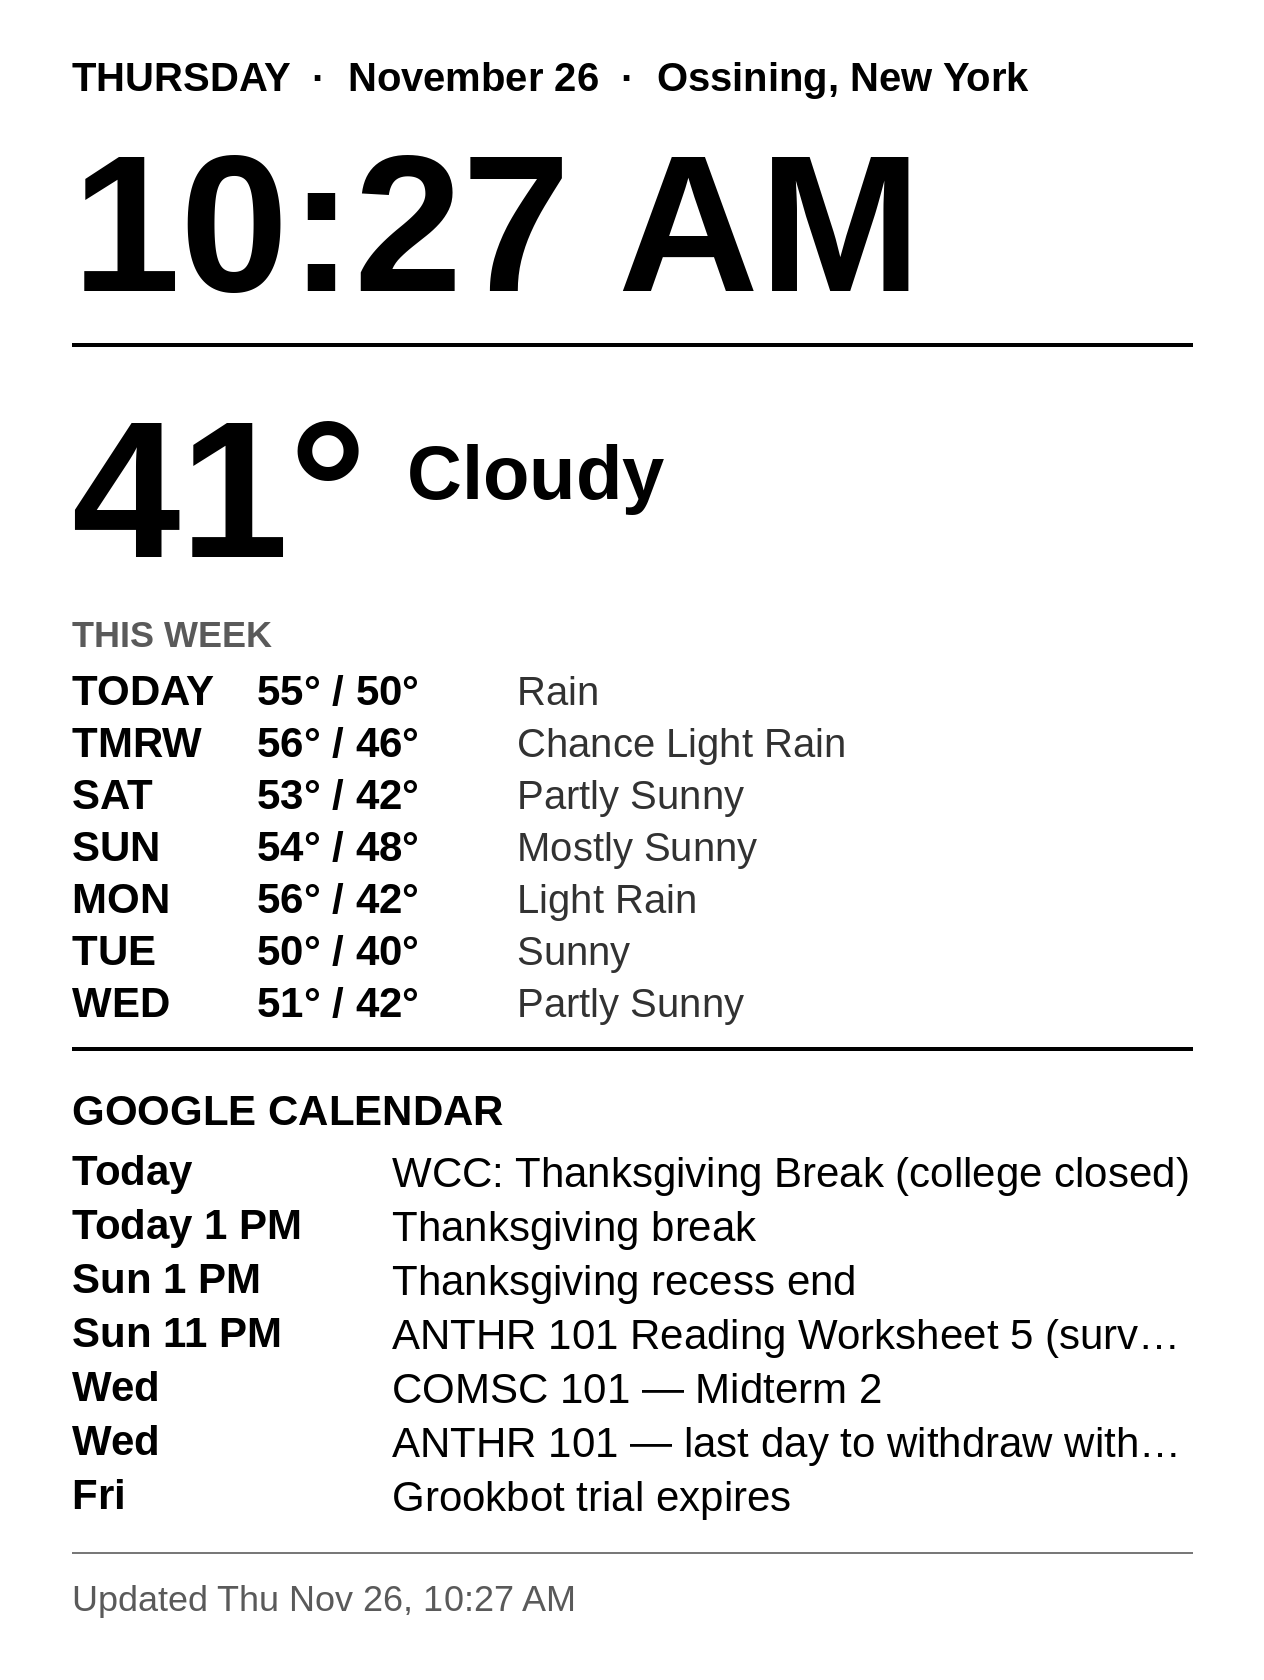 THURSDAY · November 26 · Ossining, New York
10:27 AM
41° Cloudy
THIS WEEK
TODAY 55° / 50° Rain
TMRW 56° / 46° Chance Light Rain
SAT 53° / 42° Partly Sunny
SUN 54° / 48° Mostly Sunny
MON 56° / 42° Light Rain
TUE 50° / 40° Sunny
WED 51° / 42° Partly Sunny
GOOGLE CALENDAR
Today WCC: Thanksgiving Break (college closed)
Today 1 PM Thanksgiving break
Sun 1 PM Thanksgiving recess end
Sun 11 PM ANTHR 101 Reading Worksheet 5 (surv…
Wed COMSC 101 — Midterm 2
Wed ANTHR 101 — last day to withdraw with…
Fri Grookbot trial expires
Updated Thu Nov 26, 10:27 AM